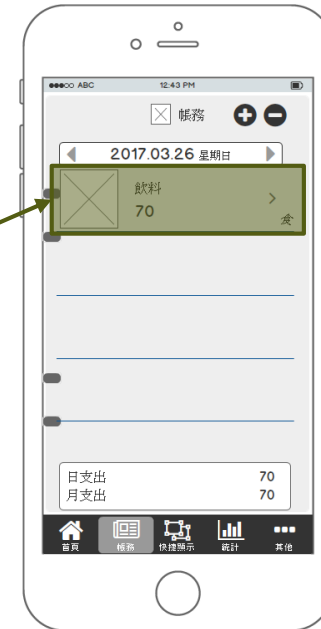 ABC 12:43 PM
帳務
2017.03.26 星期日
飲料
70
食
日支出 70
月支出 70
首頁 帳務 快捷顯示 統計 其他